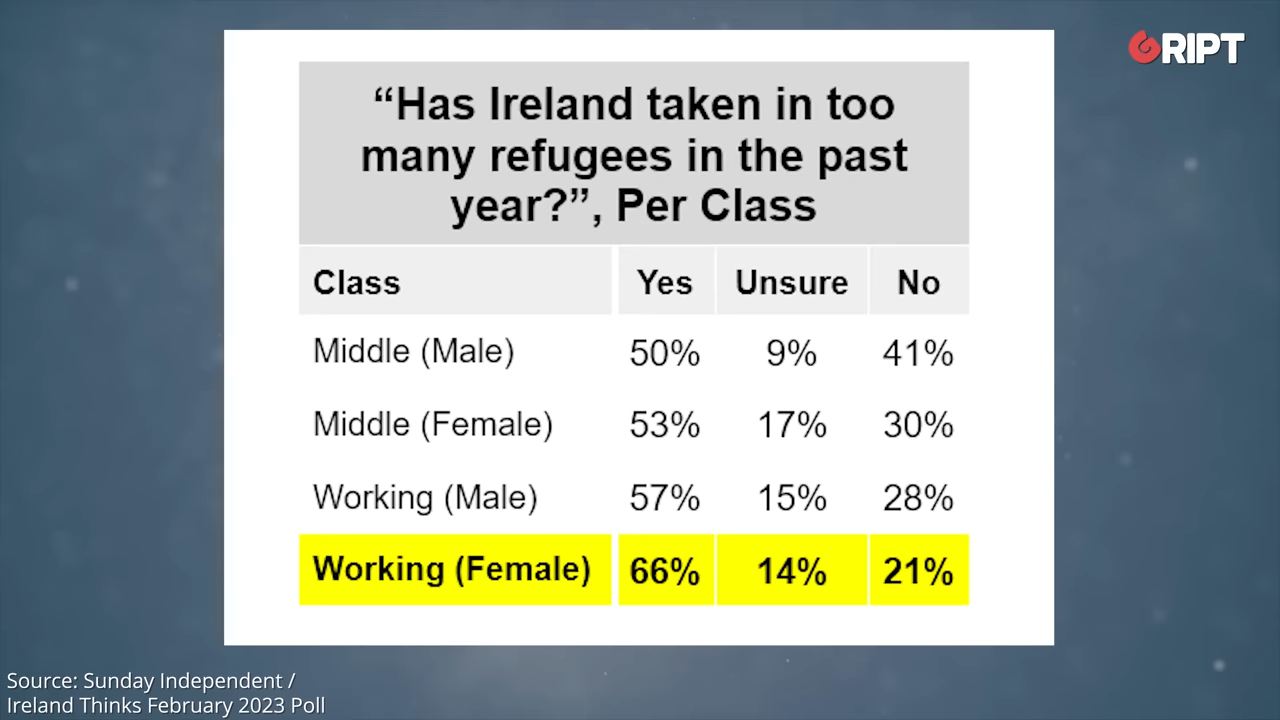 GRIPT
“Has Ireland taken in too
many refugees in the past
year?”, Per Class
Class Yes Unsure No
Middle (Male) 50% 9% 41%
Middle (Female) 53% 17% 30%
Working (Male) 57% 15% 28%
Working (Female) 66% 14% 21%
Source: Sunday Independent /
Ireland Thinks February 2023 Poll